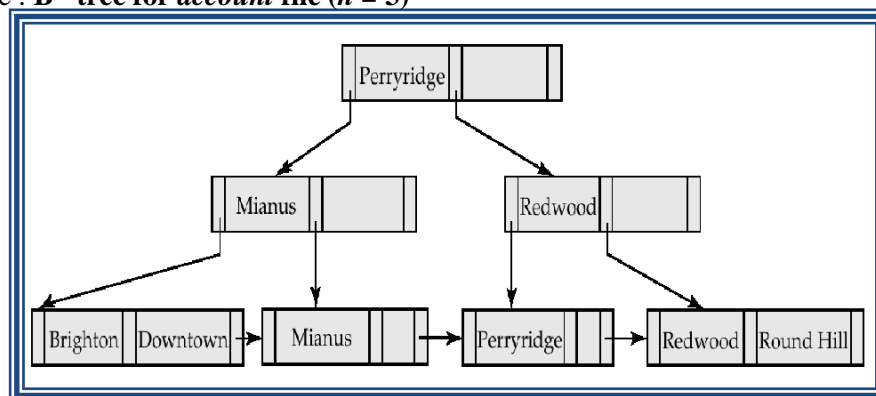 B tree for account file (n = 3)
Perryridge
Mianus
Redwood
Brighton Downtown
Mianus
Perryridge
Redwood Round Hill